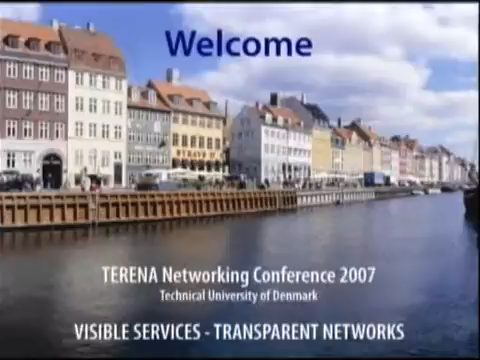 Welcome
TERENA Networking Conference 2007
Technical University of Denmark
VISIBLE SERVICES - TRANSPARENT NETWORKS